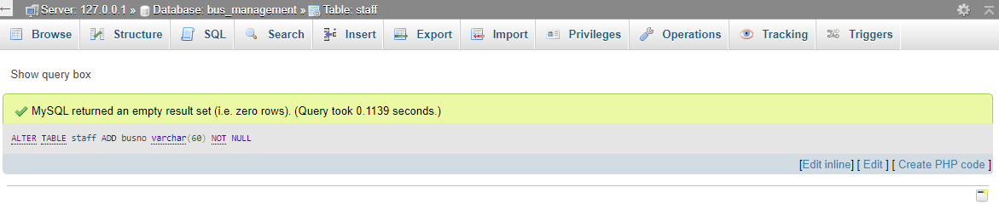 Server: 127.0.0.1 » Database: bus_management » Table: staff
Browse Structure SQL Search Insert Export Import Privileges Operations Tracking Triggers
Show query box
MySQL returned an empty result set (i.e. zero rows). (Query took 0.1139 seconds.)
ALTER TABLE staff ADD busno varchar(60) NOT NULL
[Edit inline] [ Edit ] [ Create PHP code ]